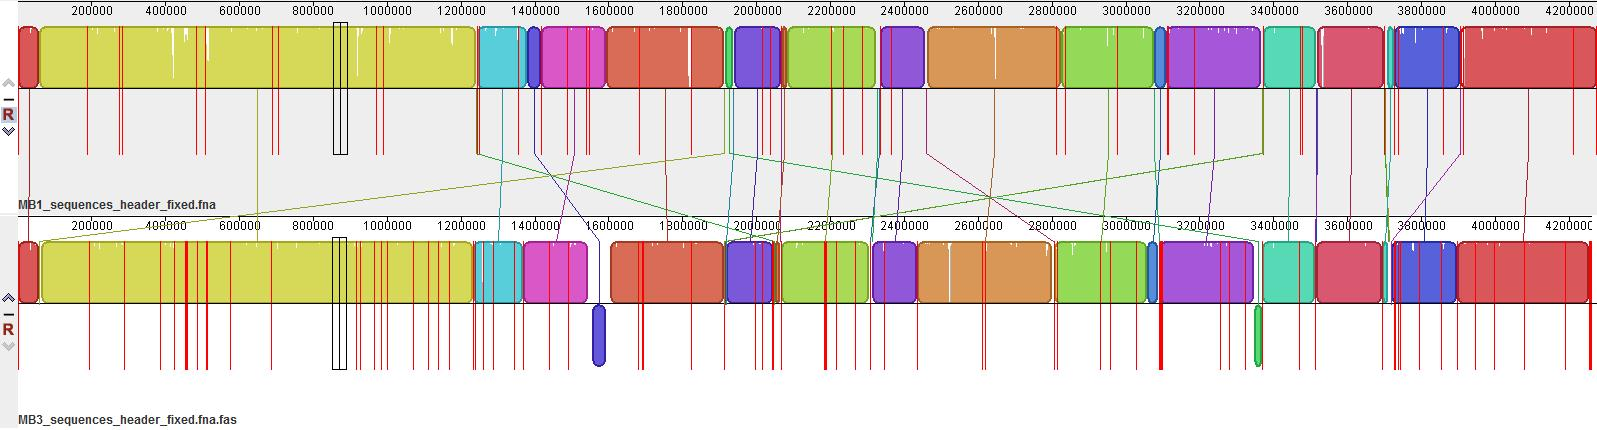 200000 400000 600000 800000 1000000 1200000 1400000 1600000 1800000 2000000 2200000 2400000 2600000 2800000 3000000 3200000 3400000 3600000 3800000 4000000 4200000
R
MB1_sequences_header_fixed.fna
200000 400000 600000 800000 1000000 1200000 1400000 1600000 1800000 2000000 2200000 2400000 2600000 2800000 3000000 3200000 3400000 3600000 3800000 4000000 4200000
R
MB3_sequences_header_fixed.fna.fas